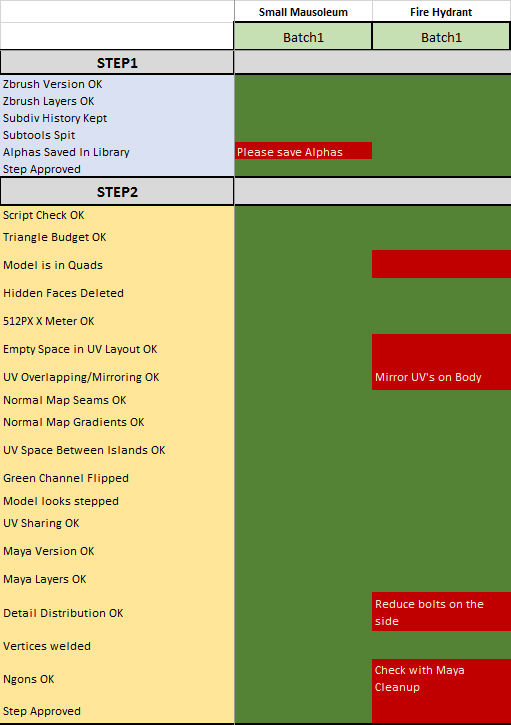 Small Mausoleum Fire Hydrant
Batch1 Batch1
STEP1
Zbrush Version OK
Zbrush Layers OK
Subdiv History Kept
Subtools Spit
Alphas Saved In Library Please save Alphas
Step Approved
STEP2
Script Check OK
Triangle Budget OK
Model is in Quads
Hidden Faces Deleted
512PX X Meter OK
Empty Space in UV Layout OK
UV Overlapping/Mirroring OK Mirror UV's on Body
Normal Map Seams OK
Normal Map Gradients OK
UV Space Between Islands OK
Green Channel Flipped
Model looks stepped
UV Sharing OK
Maya Version OK
Maya Layers OK
Detail Distribution OK
Reduce bolts on the
side
Vertices welded
Ngons OK
Check with Maya
Cleanup
Step Approved